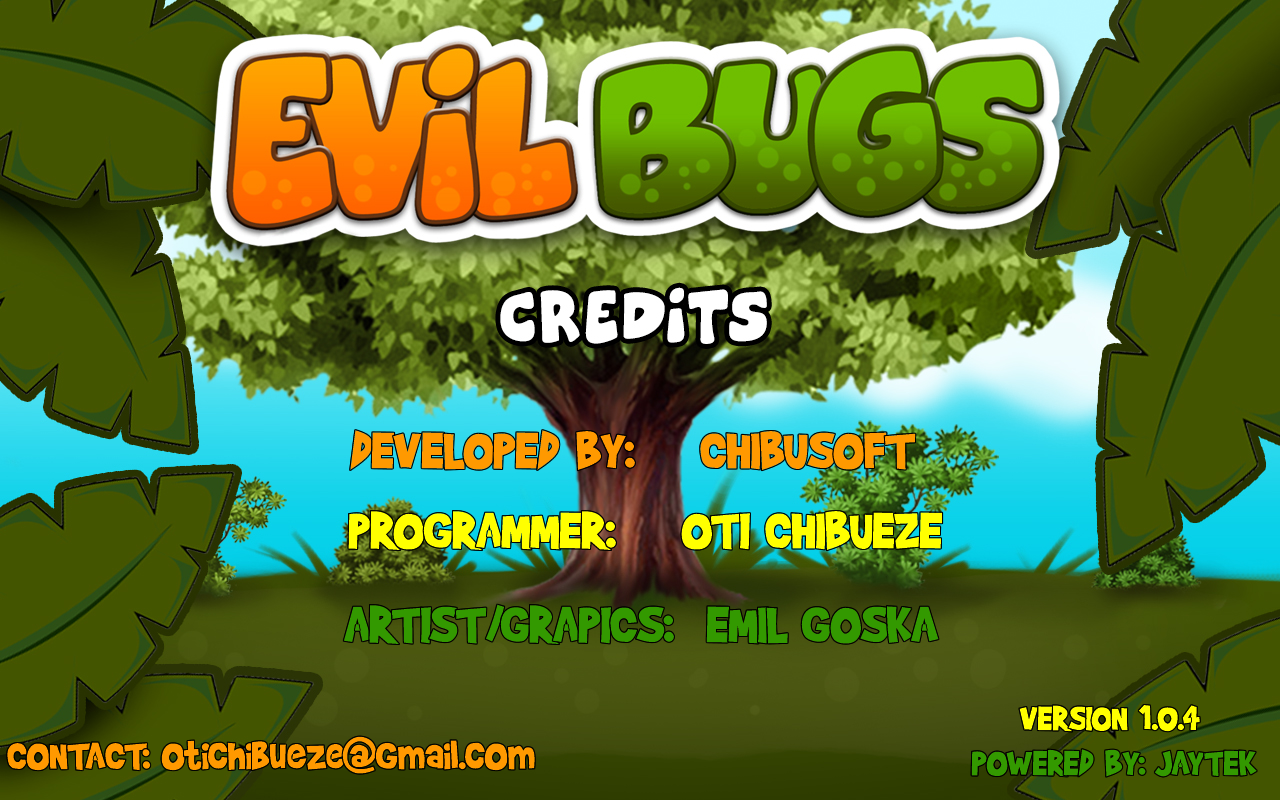 EViL BUGS
CREDiTS
DEVELOPED BY: CHIBUSOFT
PROGRAMMER: OTI CHIBUEZE
ARTIST/GRAPICS: EMIL GOSKA
VERSION 1.0.4
CONTACT: OTICHIBUEZE@GMAIL.COM
POWERED BY: JAYTEK